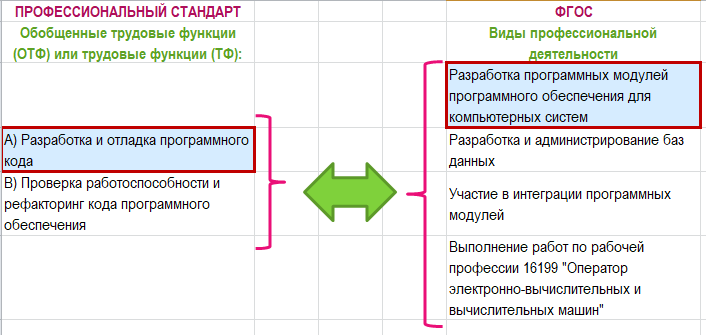 ПРОФЕССИОНАЛЬНЫЙ СТАНДАРТ
Обобщенные трудовые функции
(ОТФ) или трудовые функции (ТФ):
А) Разработка и отладка программного
кода
В) Проверка работоспособности и
рефакторинг кода программного
обеспечения
ФГОС
Виды профессиональной
деятельности
Разработка программных модулей
программного обеспечения для
компьютерных систем
Разработка и администрирование баз
данных
Участие в интеграции программных
модулей
Выполнение работ по рабочей
профессии 16199 "Оператор
электронно-вычислительных и
вычислительных машин"